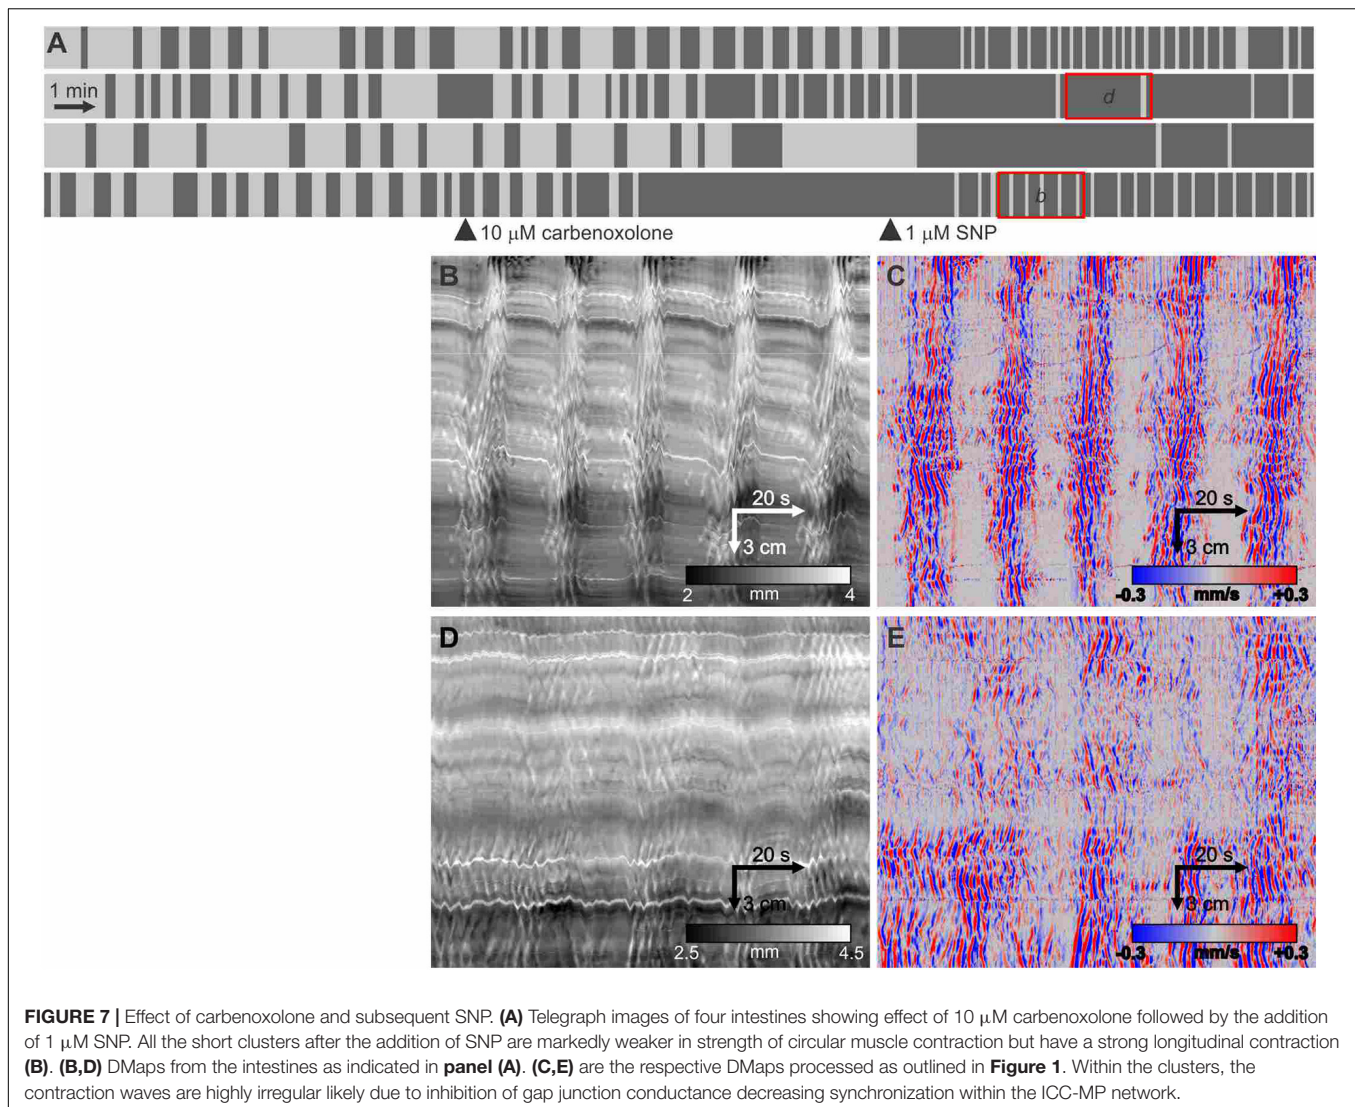 A
1 min
d
b
10 μM carbenoxolone
1 μM SNP
B
20 s
3 cm
2 mm 4
C
20 s
3 cm
-0.3 mm/s +0.3
D
20 s
3 cm
2.5 mm 4.5
E
20 s
3 cm
-0.3 mm/s +0.3
FIGURE 7 | Effect of carbenoxolone and subsequent SNP. (A) Telegraph images of four intestines showing effect of 10 μM carbenoxolone followed by the addition
of 1 μM SNP. All the short clusters after the addition of SNP are markedly weaker in strength of circular muscle contraction but have a strong longitudinal contraction
(B). (B,D) DMaps from the intestines as indicated in panel (A). (C,E) are the respective DMaps processed as outlined in Figure 1. Within the clusters, the
contraction waves are highly irregular likely due to inhibition of gap junction conductance decreasing synchronization within the ICC-MP network.